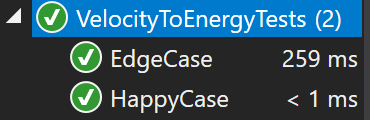 VelocityToEnergyTests (2)
EdgeCase 259 ms
HappyCase < 1 ms